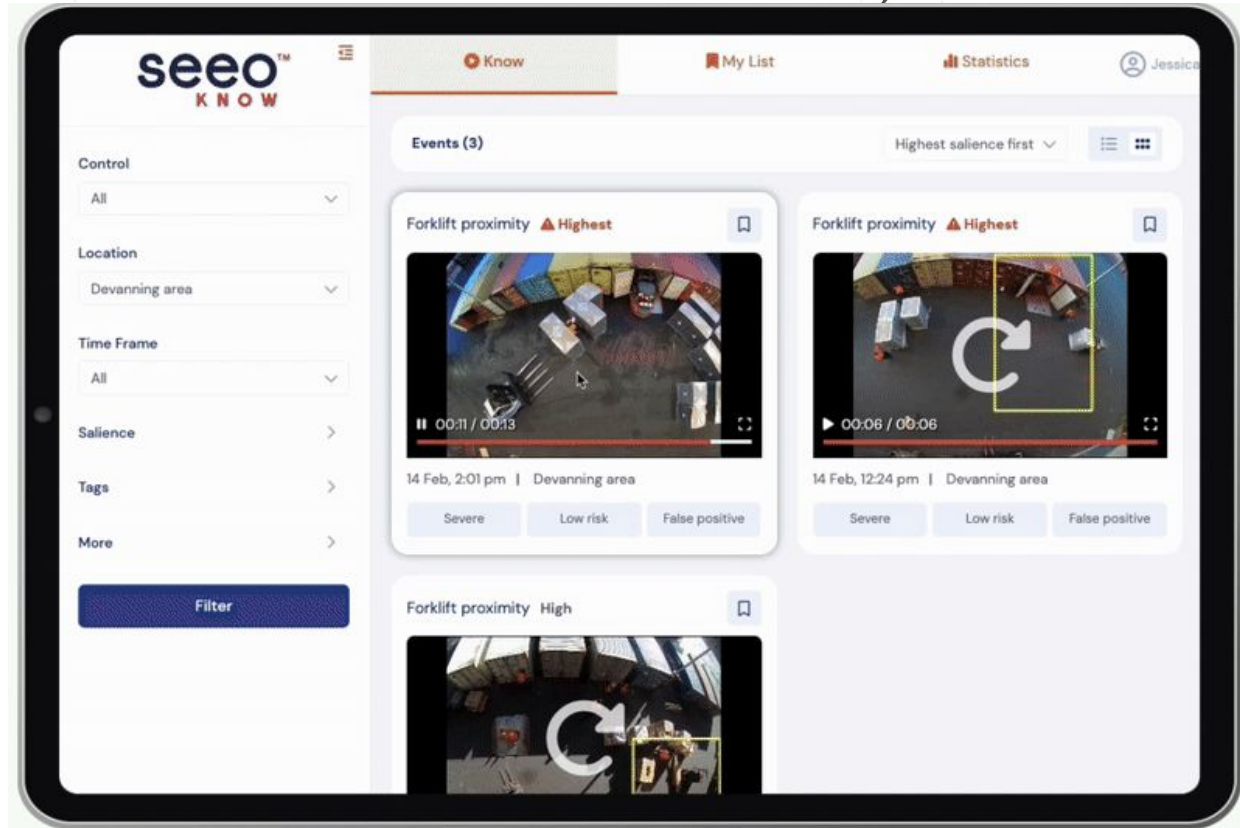 seeo™
KNOW
Know
My List
Statistics
Jessica
Control
All
Location
Devanning area
Time Frame
All
Salience
Tags
More
Filter
Events (3)
Highest salience first
Forklift proximity Highest
00:11 / 00:13
14 Feb, 2:01 pm | Devanning area
Severe Low risk False positive
Forklift proximity Highest
00:06 / 00:06
14 Feb, 12:24 pm | Devanning area
Severe Low risk False positive
Forklift proximity High